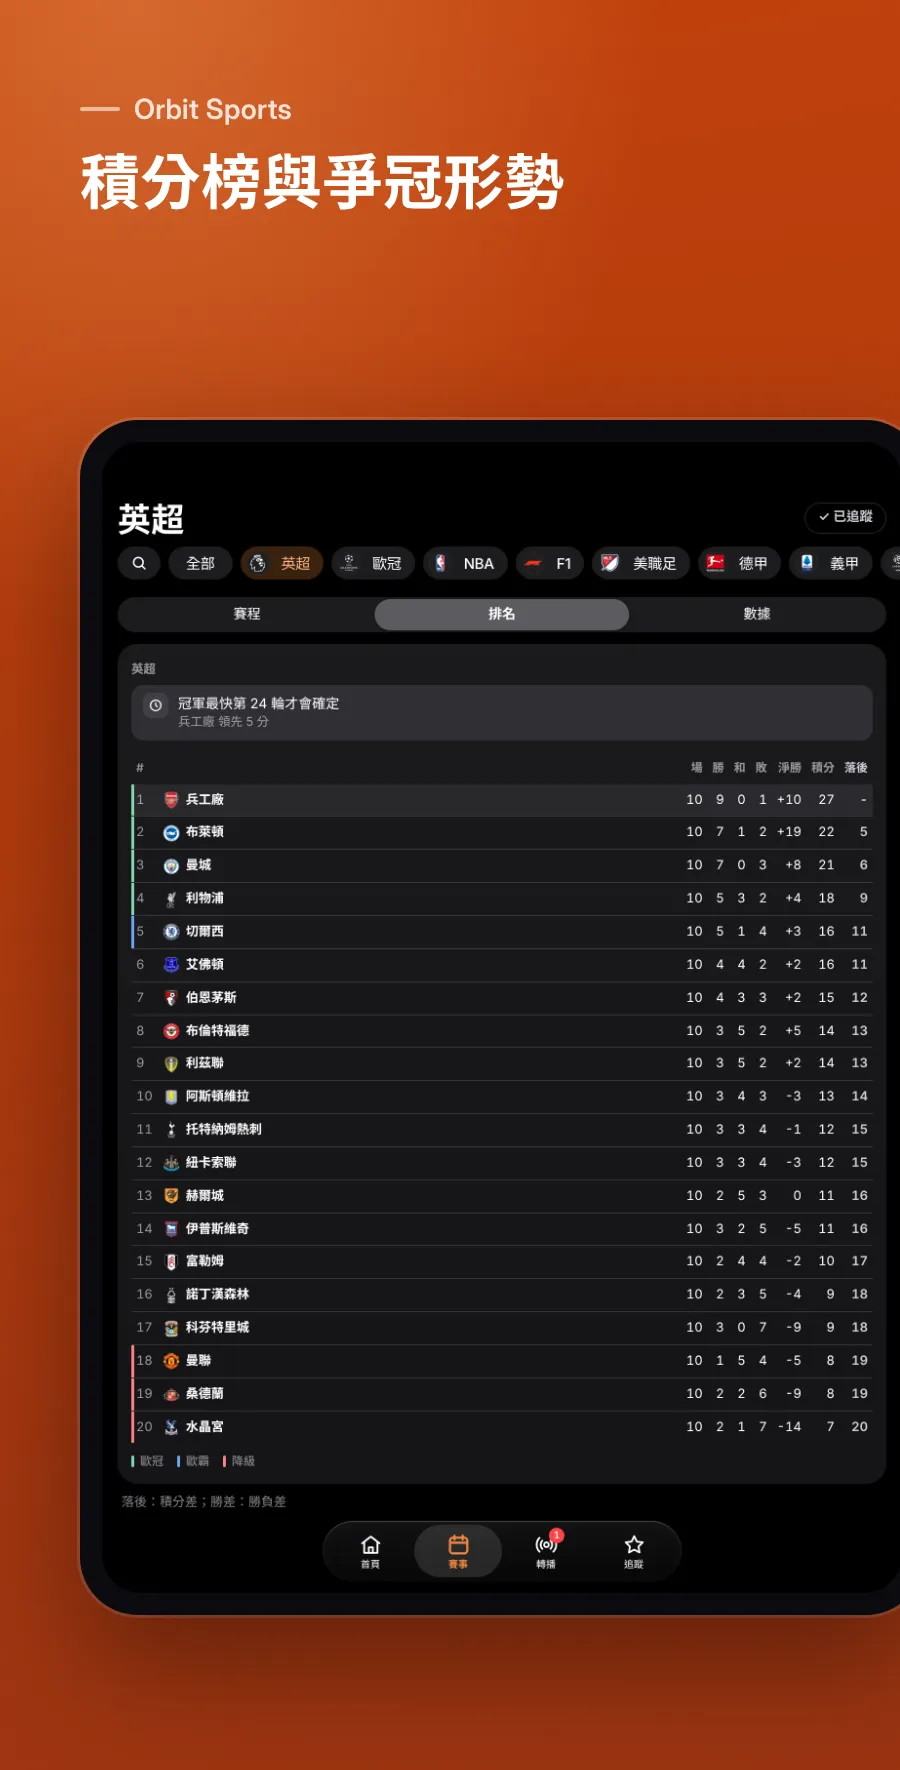 Orbit Sports
積分榜與爭冠形勢
英超
已追蹤
全部 英超 歐冠 NBA F1 美職足 德甲 義甲
賽程 排名 數據
英超
冠軍最快第 24 輪才會確定
兵工廠 領先 5 分
# 場 勝 和 敗 淨勝 積分 落後
1 兵工廠 10 9 0 1 +10 27 -
2 布萊頓 10 7 1 2 +19 22 5
3 曼城 10 7 0 3 +8 21 6
4 利物浦 10 5 3 2 +4 18 9
5 切爾西 10 5 1 4 +3 16 11
6 艾佛頓 10 4 4 2 +2 16 11
7 伯恩茅斯 10 4 3 3 +2 15 12
8 布倫特福德 10 3 5 2 +5 14 13
9 利茲聯 10 3 5 2 +2 14 13
10 阿斯頓維拉 10 3 4 3 -3 13 14
11 托特納姆熱刺 10 3 3 4 -1 12 15
12 紐卡索聯 10 3 3 4 -3 12 15
13 赫爾城 10 2 5 3 0 11 16
14 伊普斯維奇 10 3 2 5 -5 11 16
15 富勒姆 10 2 4 4 -2 10 17
16 諾丁漢森林 10 2 3 5 -4 9 18
17 科芬特里城 10 3 0 7 -9 9 18
18 曼聯 10 1 5 4 -5 8 19
19 桑德蘭 10 2 2 6 -9 8 19
20 水晶宮 10 2 1 7 -14 7 20
歐冠 歐霸 降級
落後：積分差；勝差：勝負差
1
首頁 賽事 轉播 追蹤